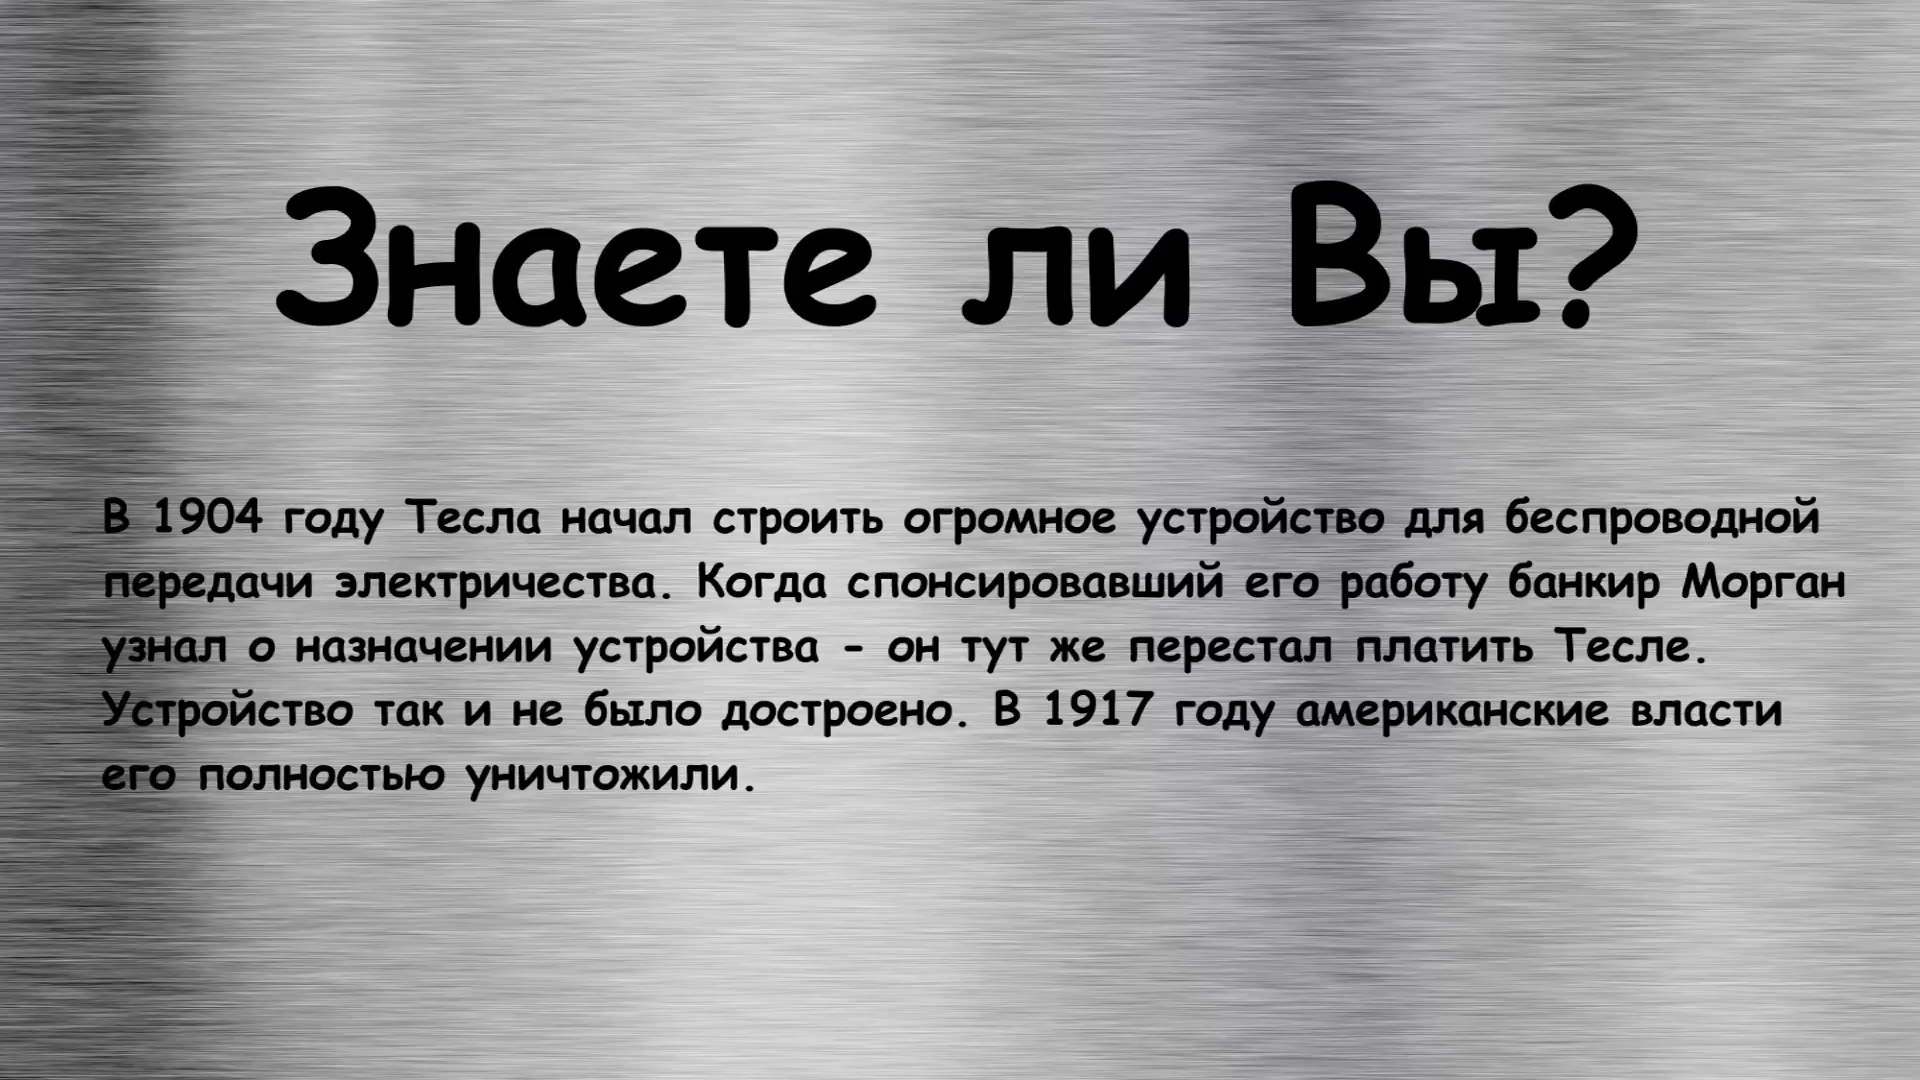 Знаете ли Вы?
В 1904 году Тесла начал строить огромное устройство для беспроводной
передачи электричества. Когда спонсировавший его работу банкир Морган
узнал о назначении устройства - он тут же перестал платить Тесле.
Устройство так и не было достроено. В 1917 году американские власти
его полностью уничтожили.